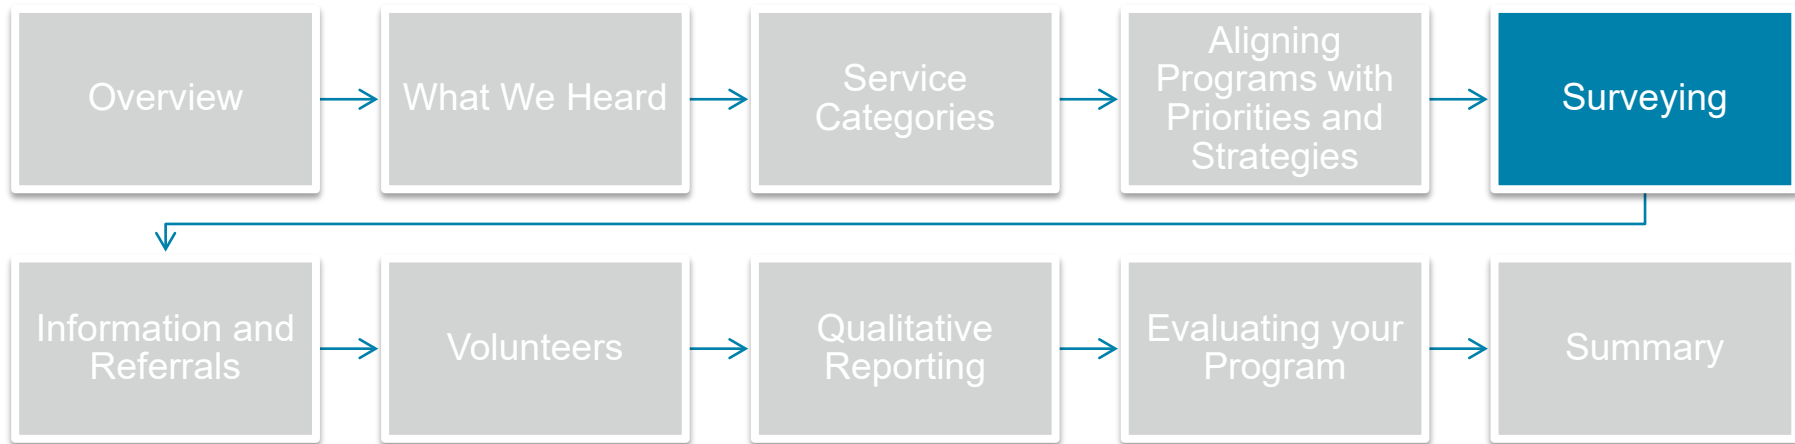 Overview
What We Heard
Service
Categories
Aligning
Programs with
Priorities and
Strategies
Surveying
Information and
Referrals
Volunteers
Qualitative
Reporting
Evaluating your
Program
Summary